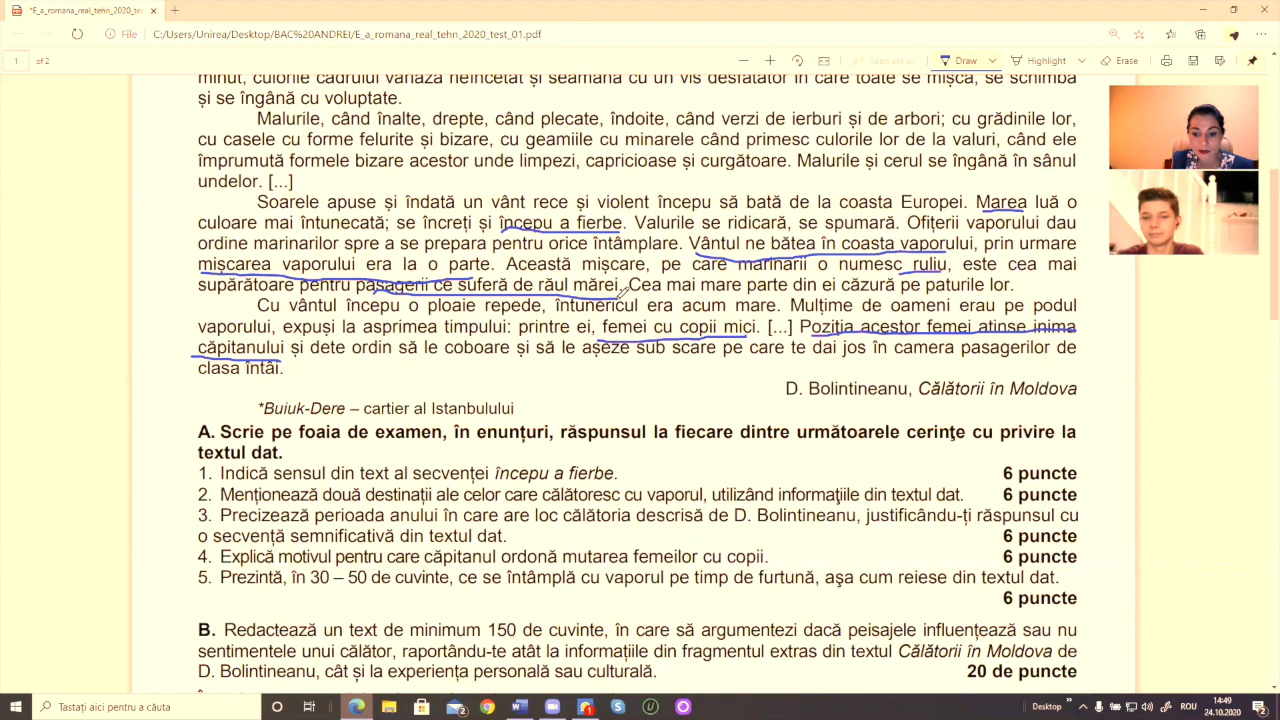 *E_a_romana_real_tehn_2020_tes
File C:/Users/Unirea/Desktop/BAC%20ANDREI/E_a_romana_real_tehn_2020_test_01.pdf
1 of 2 Read aloud Draw Highlight Erase
minut, culorile cadrului variază neîncetat și seamănă cu un vis desfătător în care toate se mișcă, se schimbă
și se îngână cu voluptate.
Malurile, când înalte, drepte, când plecate, îndoite, când verzi de ierburi și de arbori; cu grădinile lor,
cu casele cu forme felurite și bizare, cu geamiile cu minarele când primesc culorile lor de la valuri, când ele
împrumută formele bizare acestor unde limpezi, capricioase și curgătoare. Malurile și cerul se îngână în sânul
undelor. [...]
Soarele apuse și îndată un vânt rece și violent începu să bată de la coasta Europei. Marea luă o
culoare mai întunecată; se încreți și începu a fierbe. Valurile se ridicară, se spumară. Ofițerii vaporului dau
ordine marinarilor spre a se prepara pentru orice întâmplare. Vântul ne bătea în coasta vaporului, prin urmare
mișcarea vaporului era la o parte. Această mișcare, pe care marinarii o numesc ruliu, este cea mai
supărătoare pentru pasagerii ce suferă de răul mărei. Cea mai mare parte din ei căzură pe paturile lor.
Cu vântul începu o ploaie repede, întunericul era acum mare. Mulțime de oameni erau pe podul
vaporului, expuși la asprimea timpului: printre ei, femei cu copii mici. [...] Poziția acestor femei atinse inima
căpitanului și dete ordin să le coboare și să le așeze sub scare pe care te dai jos în camera pasagerilor de
clasa întâi.
D. Bolintineanu, Călătorii în Moldova
*Buiuk-Dere – cartier al Istanbulului
A. Scrie pe foaia de examen, în enunțuri, răspunsul la fiecare dintre următoarele cerinţe cu privire la
textul dat.
1. Indică sensul din text al secvenței începu a fierbe. 6 puncte
2. Menționează două destinații ale celor care călătoresc cu vaporul, utilizând informaţiile din textul dat. 6 puncte
3. Precizează perioada anului în care are loc călătoria descrisă de D. Bolintineanu, justificându-ți răspunsul cu
o secvență semnificativă din textul dat. 6 puncte
4. Explică motivul pentru care căpitanul ordonă mutarea femeilor cu copii. 6 puncte
5. Prezintă, în 30 – 50 de cuvinte, ce se întâmplă cu vaporul pe timp de furtună, aşa cum reiese din textul dat.
6 puncte
B. Redactează un text de minimum 150 de cuvinte, în care să argumentezi dacă peisajele influențează sau nu
sentimentele unui călător, raportându-te atât la informațiile din fragmentul extras din textul Călătorii în Moldova de
D. Bolintineanu, cât și la experiența personală sau culturală. 20 de puncte
Tastați aici pentru a căuta
Desktop ROU 14:49
24.10.2020